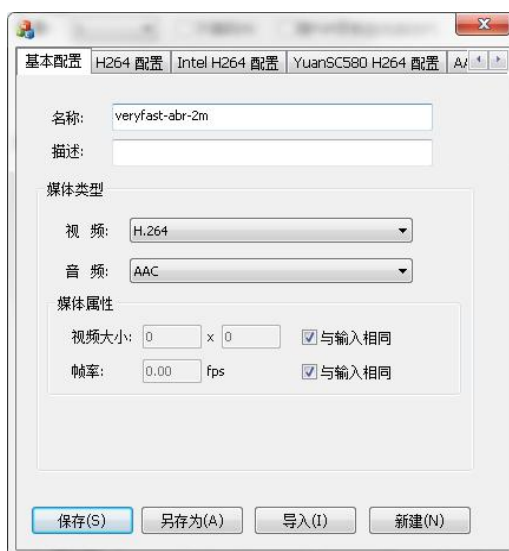 基本配置 H264 配置 Intel H264 配置 YuanSC580 H264 配置
名称: veryfast-abr-2m
描述:
媒体类型
视 频: H.264
音 频: AAC
媒体属性
视频大小: 0 x 0 与输入相同
帧率: 0.00 fps 与输入相同
保存(S) 另存为(A) 导入(I) 新建(N)